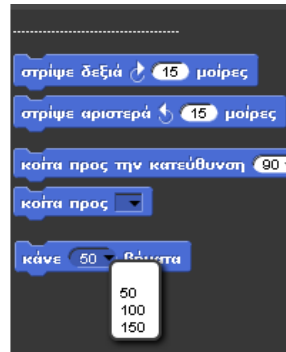 στρίψε δεξιά 15 μοίρες
στρίψε αριστερά 15 μοίρες
κοίτα προς την κατεύθυνση 90
κοίτα προς
κάνε 50 βήματα
50
100
150